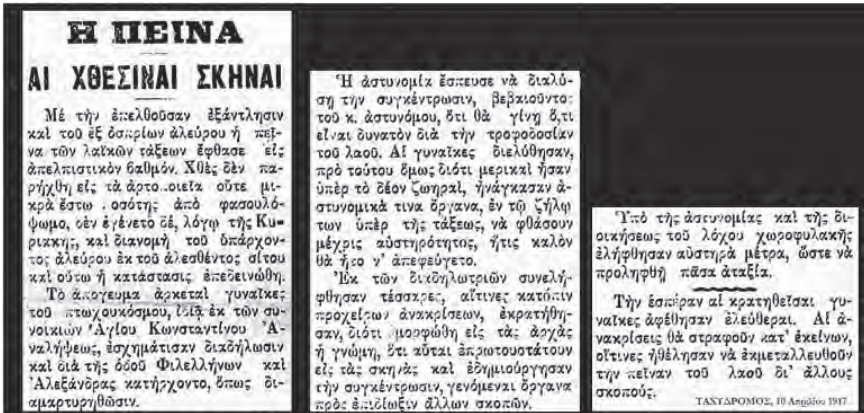 Η ΠΕΙΝΑ
ΑΙ ΧΘΕΣΙΝΑΙ ΣΚΗΝΑΙ
Μὲ τὴν ἐπελθοῦσαν ἐξάντλησιν
καὶ τοῦ ἐξ ὀσπρίων ἀλεύρου ἡ πεῖ-
να τῶν λαϊκῶν τάξεων ἔφθασε εἰς
ἀπελπιστικὸν βαθμόν. Χθὲς δὲν πα-
ρήχθη εἰς τὰ οὔτε μι-
κρὰ ἔστω ἀπὸ φασουλό-
ψωμο, δὲν ἐγένετο δέ, λόγῳ τῆς Κυ-
ριακῆς, καὶ διανομὴ τοῦ ὑπάρχον-
τος ἀλεύρου ἐκ τοῦ ἀλεσθέντος σίτου
καὶ οὕτω ἡ κατάστασις ἐπεδεινώθη.
Τὸ ἀπόγευμα ἀρκεταὶ γυναῖκες
τοῦ πτωχοκόσμου, ἰδίᾳ ἐκ τῶν συ-
νοικιῶν Ἁγίου Κωνσταντίνου Ἀ-
ναλήψεως, ἐσχημάτισαν διαδήλωσιν
καὶ διὰ τῆς ὁδοῦ Φιλελλήνων καὶ
Ἀλεξάνδρας κατήρχοντο, ὅπως δι-
αμαρτυρηθῶσιν.
Ἡ ἀστυνομία ἔσπευσε νὰ διαλύ-
σῃ τὴν συγκέντρωσιν, βεβαιοῦντος
τοῦ κ. ἀστυνόμου, ὅτι θὰ γίνῃ ὅ,τι
εἶναι δυνατὸν διὰ τὴν τροφοδοσίαν
τοῦ λαοῦ. Αἱ γυναῖκες διελύθησαν,
πρὸ τούτου ὅμως διότι μερικαὶ ἦσαν
ὑπὲρ τὸ δέον ζωηραί, ἠνάγκασαν ἀ-
στυνομικά τινα ὄργανα, ἐν τῷ ζήλῳ
των ὑπὲρ τῆς τάξεως, νὰ φθάσουν
μέχρις αὐστηρότητος, ἥτις καλὸν
θὰ ἦτο ν' ἀπεφεύγετο.
Ἐκ τῶν διαδηλωτριῶν συνελή-
φθησαν τέσσαρες, αἵτινες κατόπιν
προχείρων ἀνακρίσεων, ἐκρατήθη-
σαν, διότι μορφώθη εἰς τὰς ἀρχὰς
ἡ γνώμη, ὅτι αὗται ἐπρωτουστάτουν
εἰς τὰς σκηνὰς καὶ ἐδημιούργησαν
τὴν συγκέντρωσιν, γενόμεναι ὄργανα
πρὸς ἐπιδίωξιν ἄλλων σκοπῶν.
Ὑπὸ τῆς ἀστυνομίας καὶ τῆς δι-
οικήσεως τοῦ λόχου χωροφυλακῆς
ἐλήφθησαν αὐστηρὰ μέτρα, ὥστε νὰ
προληφθῇ πᾶσα ἀταξία.
Τὴν ἑσπέραν αἱ κρατηθεῖσαι γυ-
ναῖκες ἀφέθησαν ἐλεύθεραι. Αἱ ἀ-
νακρίσεις θὰ στραφοῦν κατ' ἐκείνων,
οἵτινες ἠθέλησαν νὰ ἐκμεταλλευθοῦν
τὴν πεῖναν τοῦ λαοῦ δι' ἄλλους
σκοπούς.
ΤΑΧΥΔΡΟΜΟΣ, 10 Απριλίου 1917